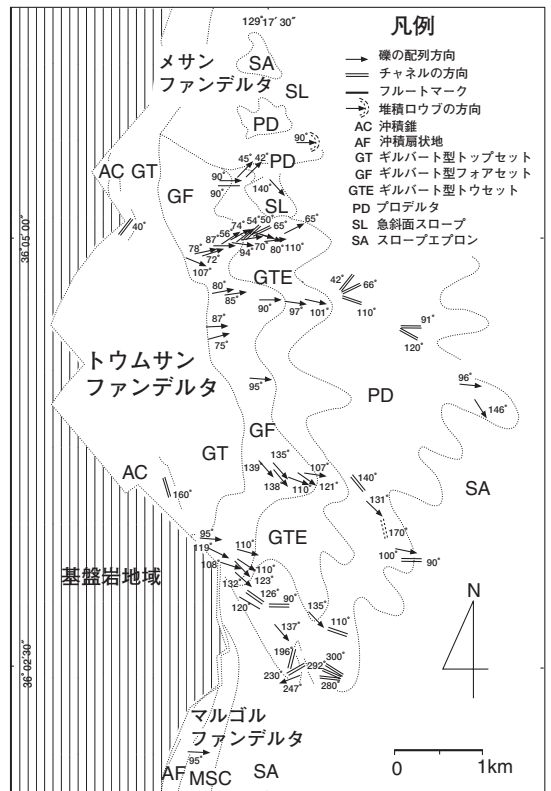 129°17′30″
凡例
礫の配列方向
チャネルの方向
フルートマーク
堆積ロウブの方向
AC 沖積錐
AF 沖積扇状地
GT ギルバート型トップセット
GF ギルバート型フォアセット
GTE ギルバート型トウセット
PD プロデルタ
SL 急斜面スロープ
SA スロープエプロン
メサン
ファンデルタ
SA
SL
PD
90°
AC GT
GF
45° 42°
PD
90°
90°
140°
SL
40°
36°05′00″
74° 54° 50°
65°
65°
87° 56
78°
72°
94° 70° 80° 110°
107°
GTE
42°
66°
80°
85°
90°
97°
101°
110°
87°
75°
91°
120°
トウムサン
ファンデルタ
95°
96°
PD
146°
GF
GT
135°
139
138
107°
110°
121°
140°
AC
160°
131°
SA
170°
95°
119°
GTE
110°
100°
90°
108°
110°
基盤岩地域
132°
123°
126°
90°
120°
135°
110°
N
137°
196°
300°
292°
230°
247°
280°
36°02′30″
マルゴル
ファンデルタ
95°
AF MSC SA
0 1km